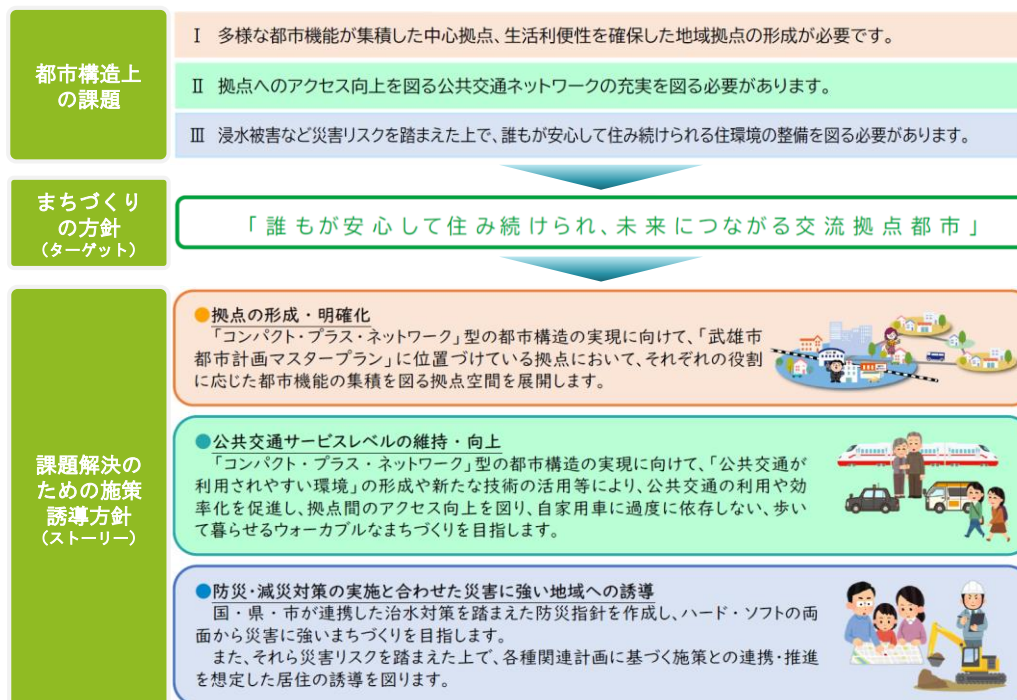 都市構造上
の課題
Ⅰ 多様な都市機能が集積した中心拠点、生活利便性を確保した地域拠点の形成が必要です。
Ⅱ 拠点へのアクセス向上を図る公共交通ネットワークの充実を図る必要があります。
Ⅲ 浸水被害など災害リスクを踏まえた上で、誰もが安心して住み続けられる住環境の整備を図る必要があります。
まちづくり
の方針
（ターゲット）
「誰もが安心して住み続けられ、未来につながる交流拠点都市」
課題解決の
ための施策
誘導方針
（ストーリー）
●拠点の形成・明確化
「コンパクト・プラス・ネットワーク」型の都市構造の実現に向けて、「武雄市
都市計画マスタープラン」に位置づけている拠点において、それぞれの役割
に応じた都市機能の集積を図る拠点空間を展開します。
●公共交通サービスレベルの維持・向上
「コンパクト・プラス・ネットワーク」型の都市構造の実現に向けて、「公共交通が
利用されやすい環境」の形成や新たな技術の活用等により、公共交通の利用や効
率化を促進し、拠点間のアクセス向上を図り、自家用車に過度に依存しない、歩い
て暮らせるウォーカブルなまちづくりを目指します。
●防災・減災対策の実施と合わせた災害に強い地域への誘導
国・県・市が連携した治水対策を踏まえた防災指針を作成し、ハード・ソフトの両
面から災害に強いまちづくりを目指します。
また、それら災害リスクを踏まえた上で、各種関連計画に基づく施策との連携・推進
を想定した居住の誘導を図ります。